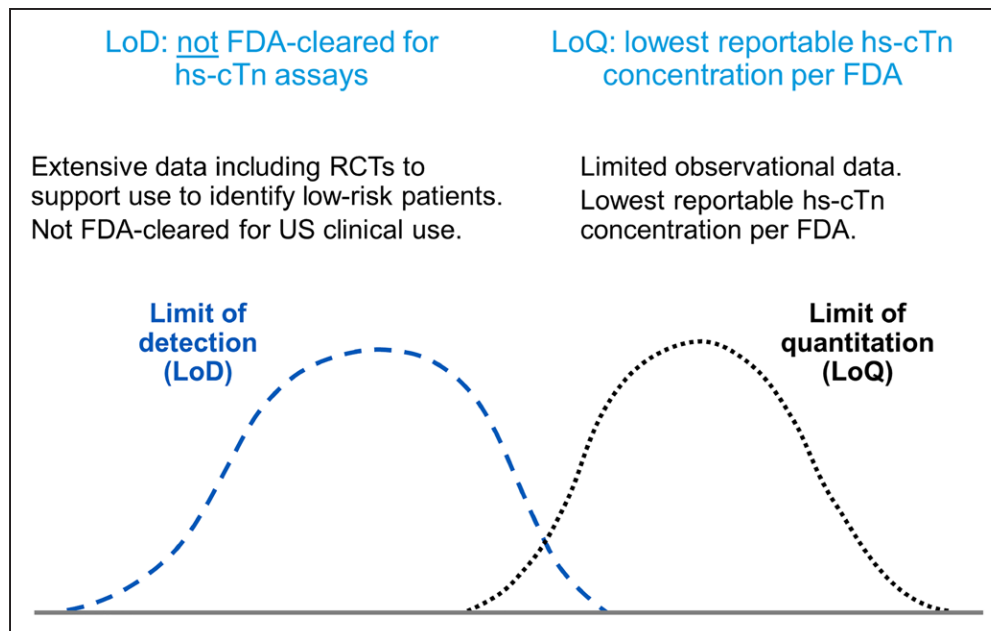 LoD: not FDA-cleared for
hs-cTn assays
LoQ: lowest reportable hs-cTn
concentration per FDA
Extensive data including RCTs to
support use to identify low-risk patients.
Not FDA-cleared for US clinical use.
Limited observational data.
Lowest reportable hs-cTn
concentration per FDA.
Limit of
detection
(LoD)
Limit of
quantitation
(LoQ)